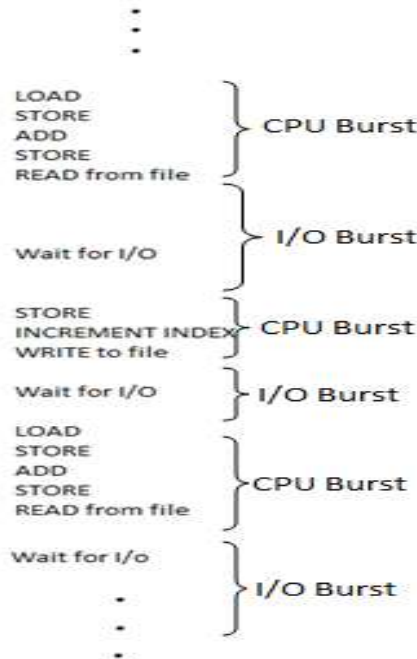 LOAD
STORE
ADD
STORE
READ from file
CPU Burst
Wait for I/O
I/O Burst
STORE
INCREMENT INDEX
WRITE to file
CPU Burst
Wait for I/O
I/O Burst
LOAD
STORE
ADD
STORE
READ from file
CPU Burst
Wait for I/o
I/O Burst